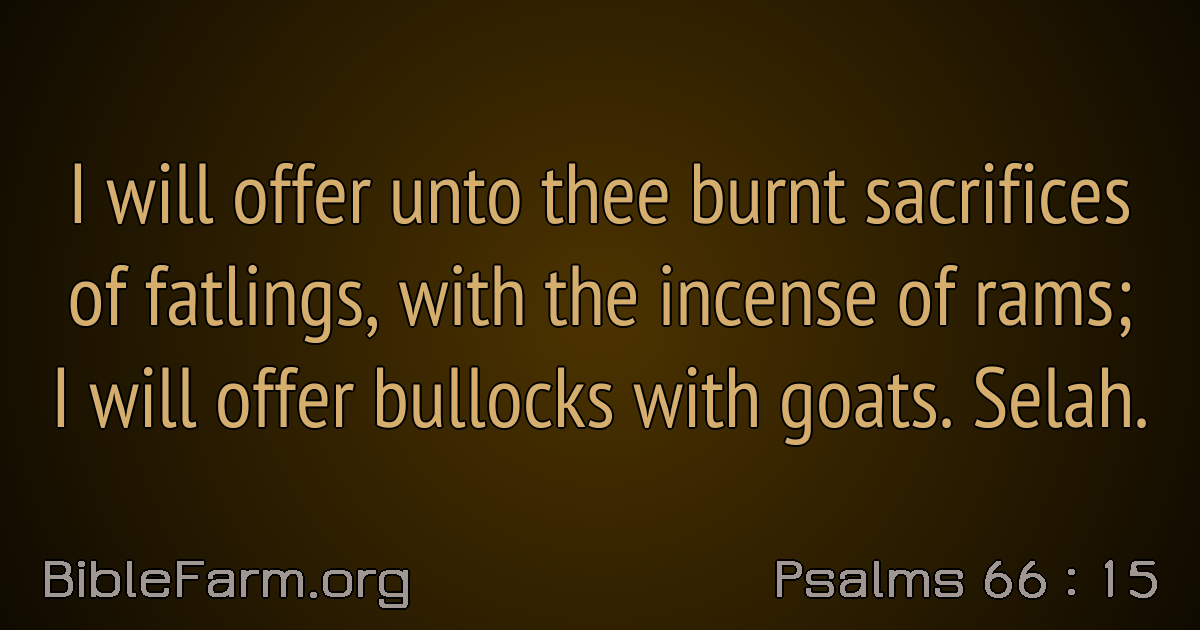 I will offer unto thee burnt sacrifices
of fatlings, with the incense of rams;
I will offer bullocks with goats. Selah.
BibleFarm.org
Psalms 66 : 15